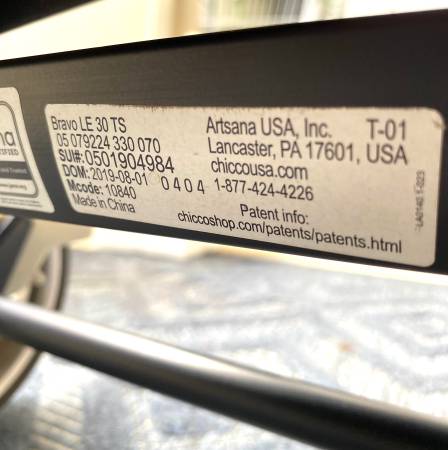 Bravo LE 30 TS
05 079224 330 070
SUI#: 0501904984
DOM: 2019-08-01 0404
Mcode: 10840
Made in China
Artsana USA, Inc. T-01
Lancaster, PA 17601, USA
chiccousa.com
1-877-424-4226
Patent info:
chiccoshop.com/patents/patents.html